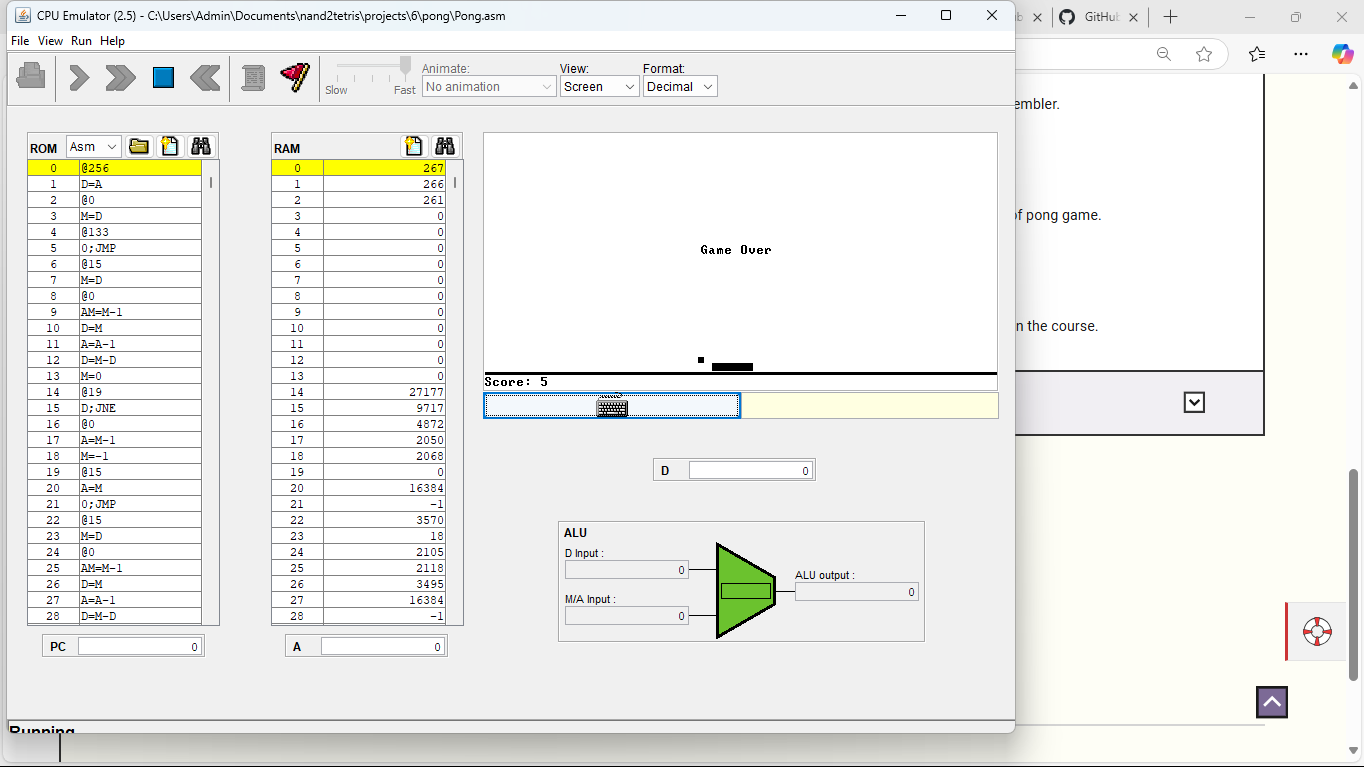 CPU Emulator (2.5) - C:\Users\Admin\Documents\nand2tetris\projects\6\pong\Pong.asm
GitHub
File View Run Help
Slow Fast
Animate:
No animation
View:
Screen
Format:
Decimal
embler.
of pong game.
n the course.
ROM Asm
0 @256
1 D=A
2 @0
3 M=D
4 @133
5 0;JMP
6 @15
7 M=D
8 @0
9 AM=M-1
10 D=M
11 A=A-1
12 D=M-D
13 M=0
14 @19
15 D;JNE
16 @0
17 A=M-1
18 M=-1
19 @15
20 A=M
21 0;JMP
22 @15
23 M=D
24 @0
25 AM=M-1
26 D=M
27 A=A-1
28 D=M-D
PC 0
RAM
0 267
1 266
2 261
3 0
4 0
5 0
6 0
7 0
8 0
9 0
10 0
11 0
12 0
13 0
14 27177
15 9717
16 4872
17 2050
18 2068
19 0
20 16384
21 -1
22 3570
23 18
24 2105
25 2118
26 3495
27 16384
28 -1
A 0
Game Over
Score: 5
D 0
ALU
D Input :
0
M/A Input :
0
ALU output :
0
Running